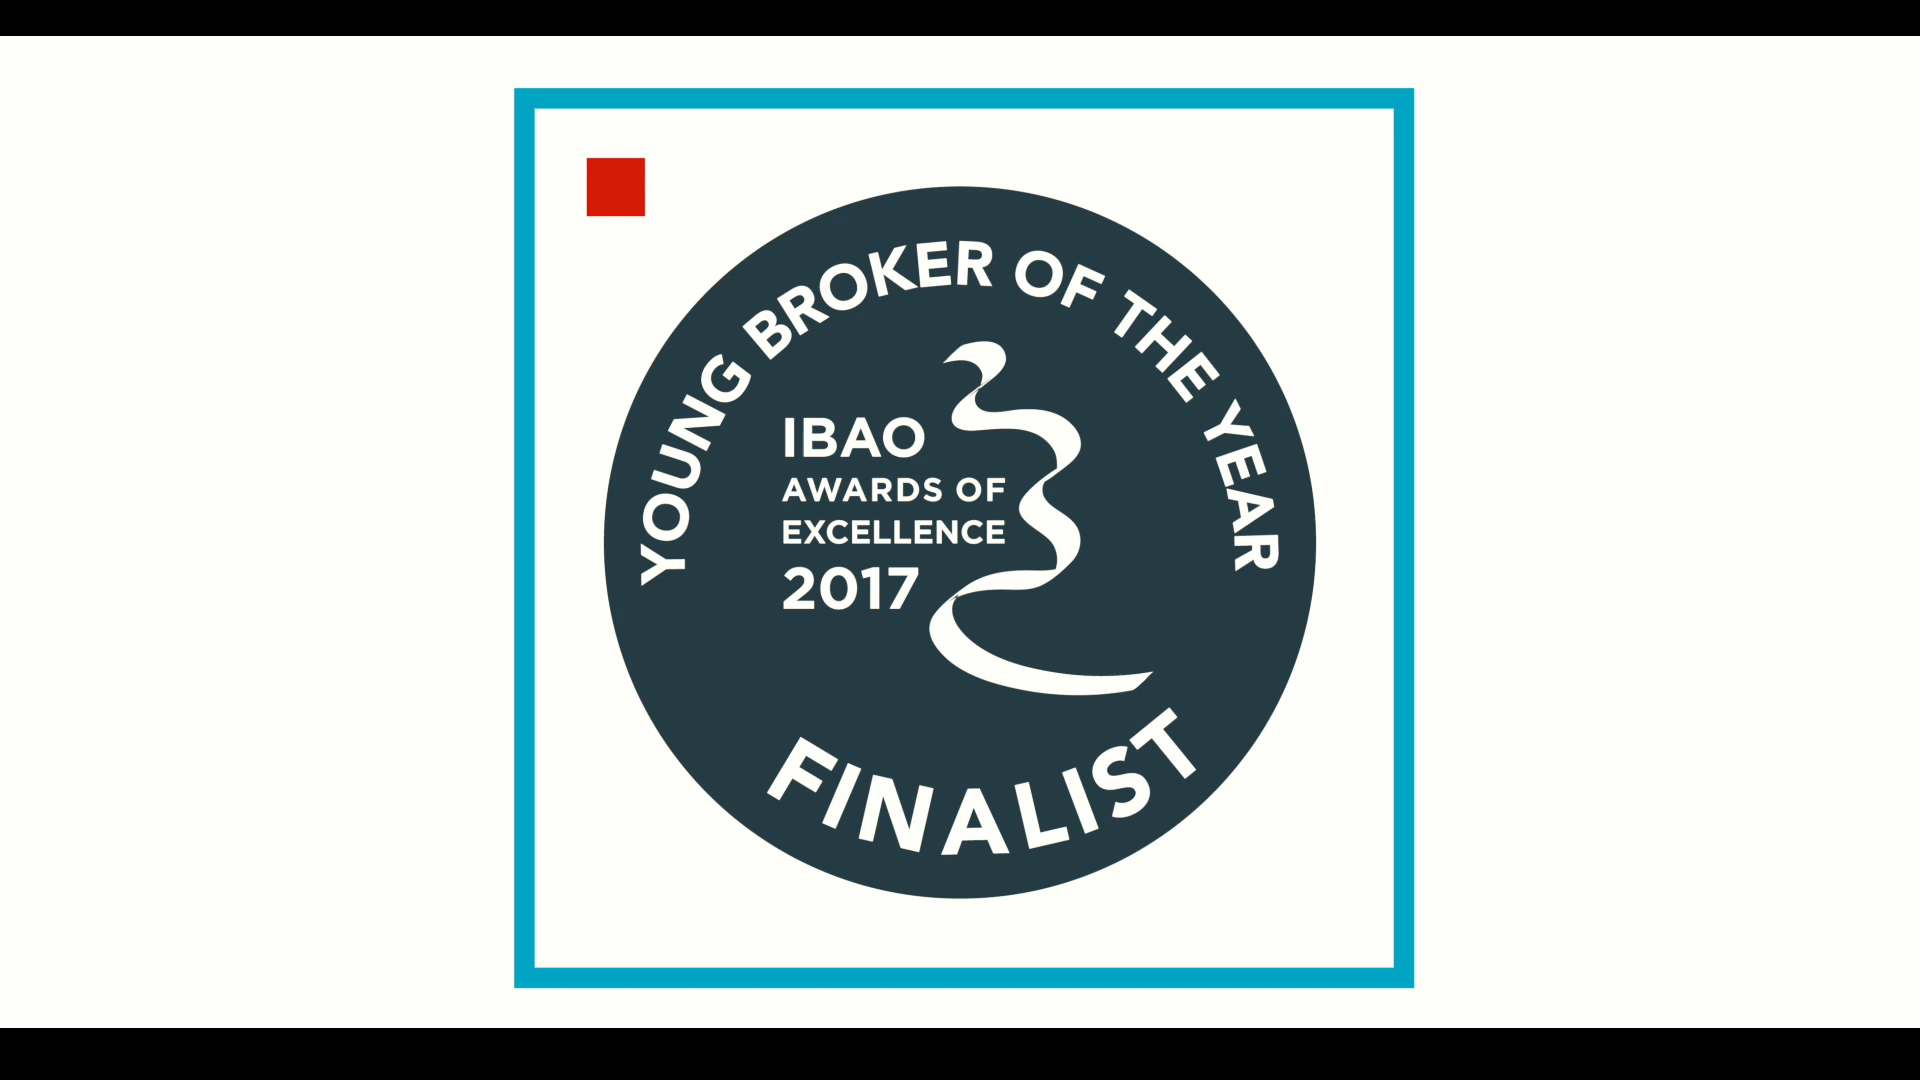 YOUNG BROKER OF THE YEAR
IBAO
AWARDS OF
EXCELLENCE
2017
FINALIST